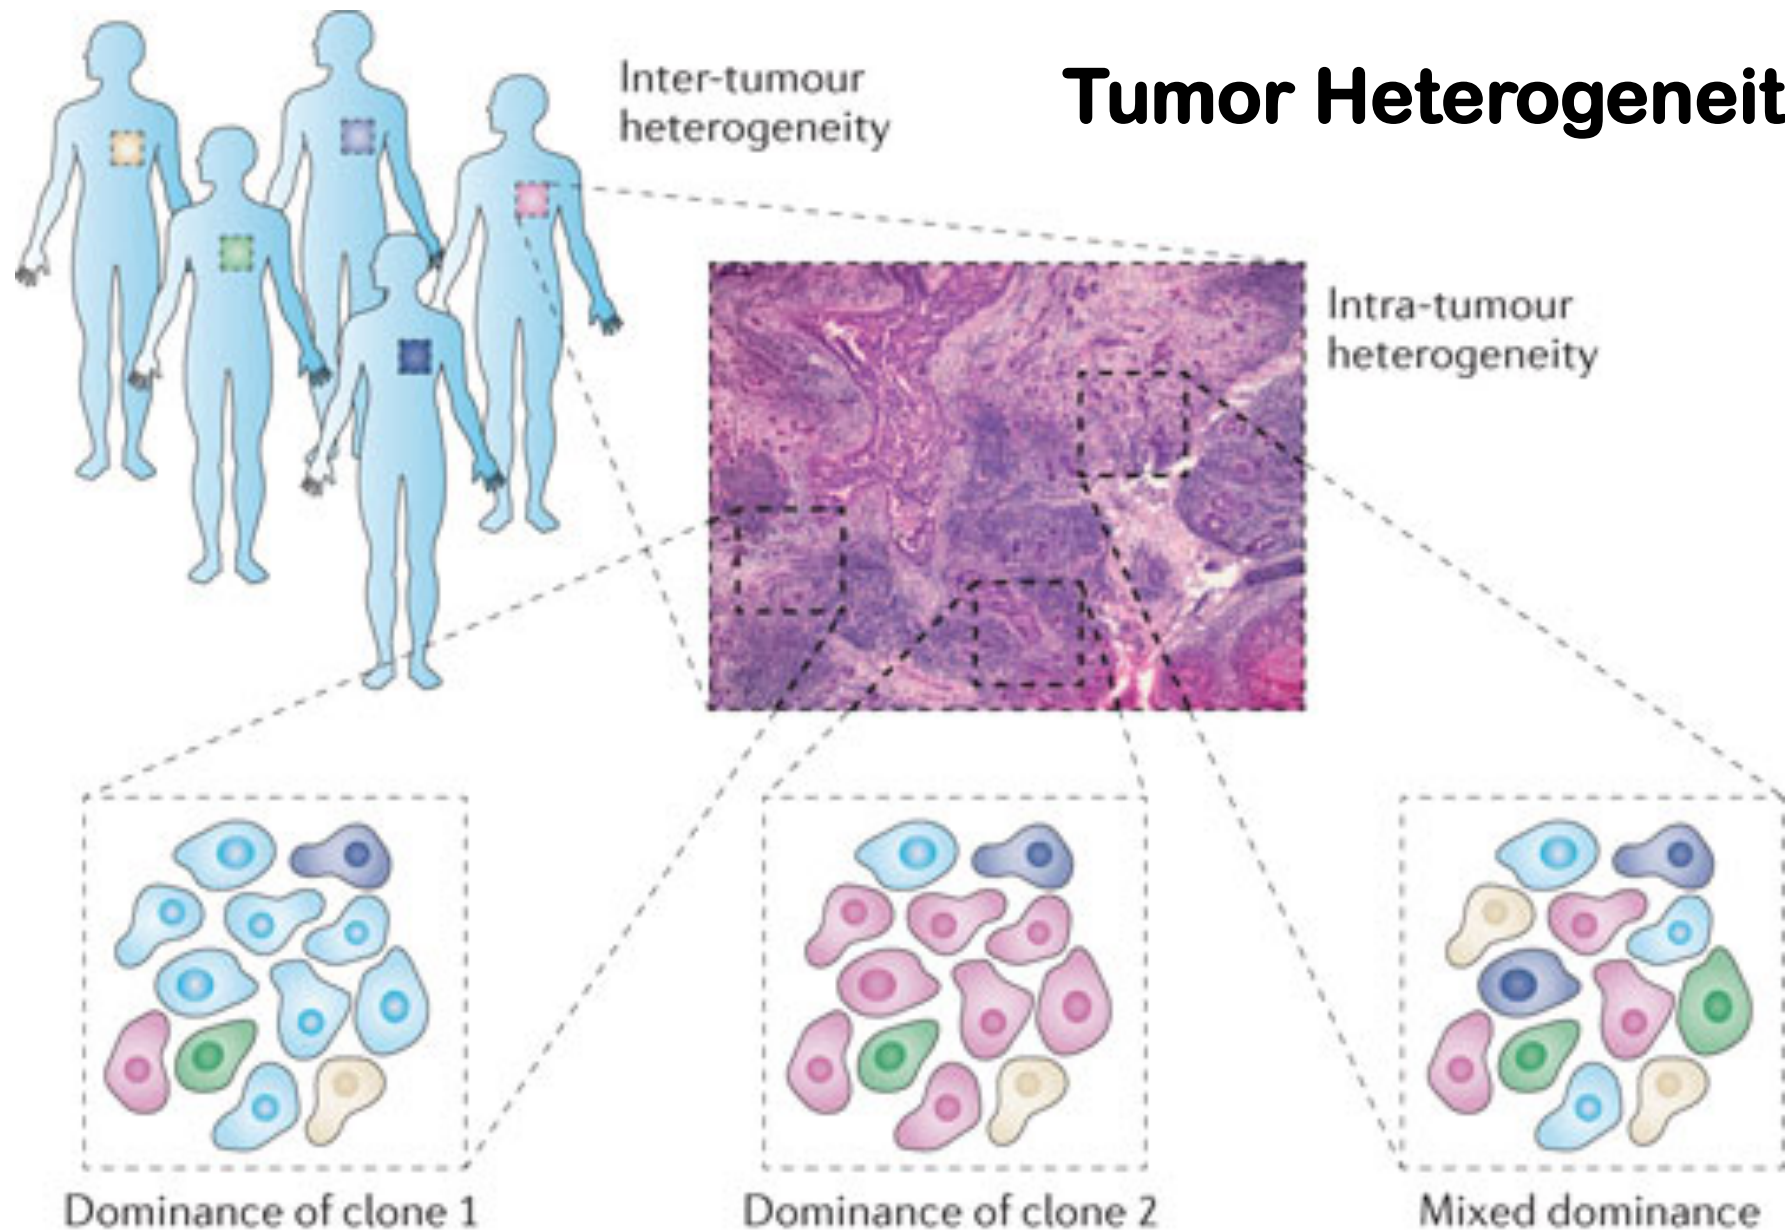 Inter-tumour
heterogeneity
Tumor Heterogeneit
Intra-tumour
heterogeneity
Dominance of clone 1
Dominance of clone 2
Mixed dominance